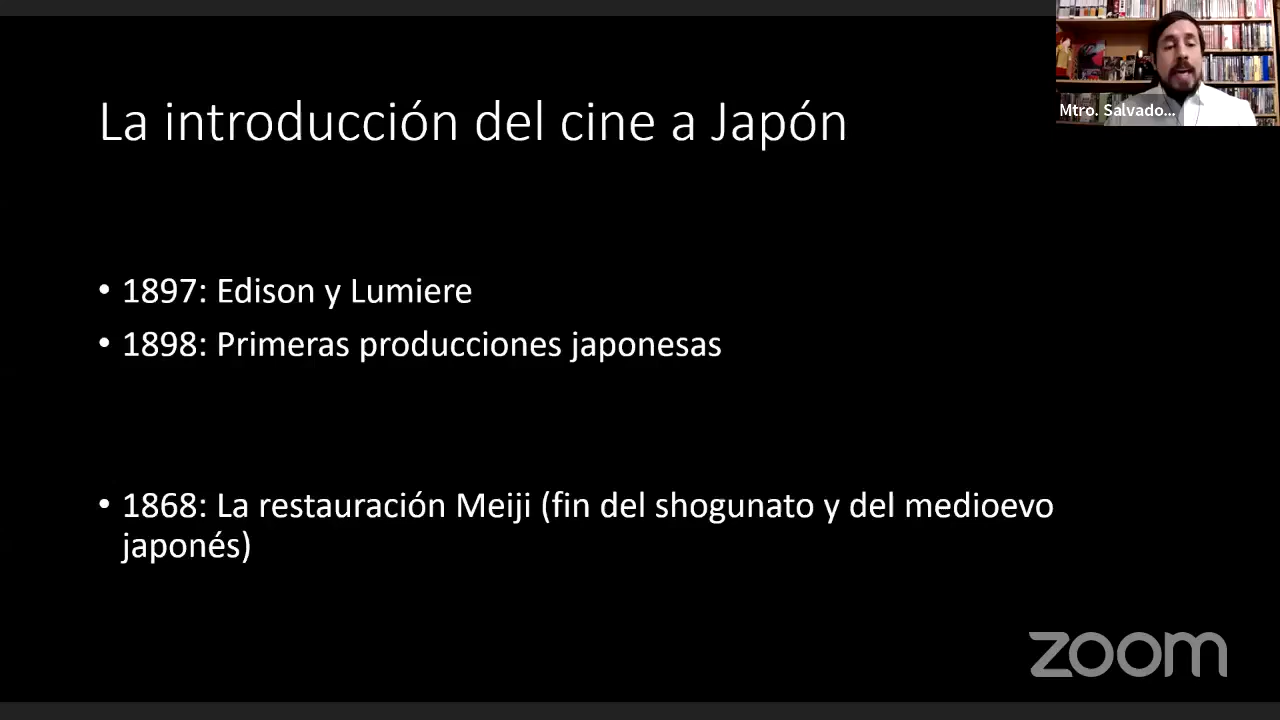 La introducción del cine a Japón
Mtro. Salvado...
• 1897: Edison y Lumiere
• 1898: Primeras producciones japonesas
• 1868: La restauración Meiji (fin del shogunato y del medioevo
japonés)
zoom